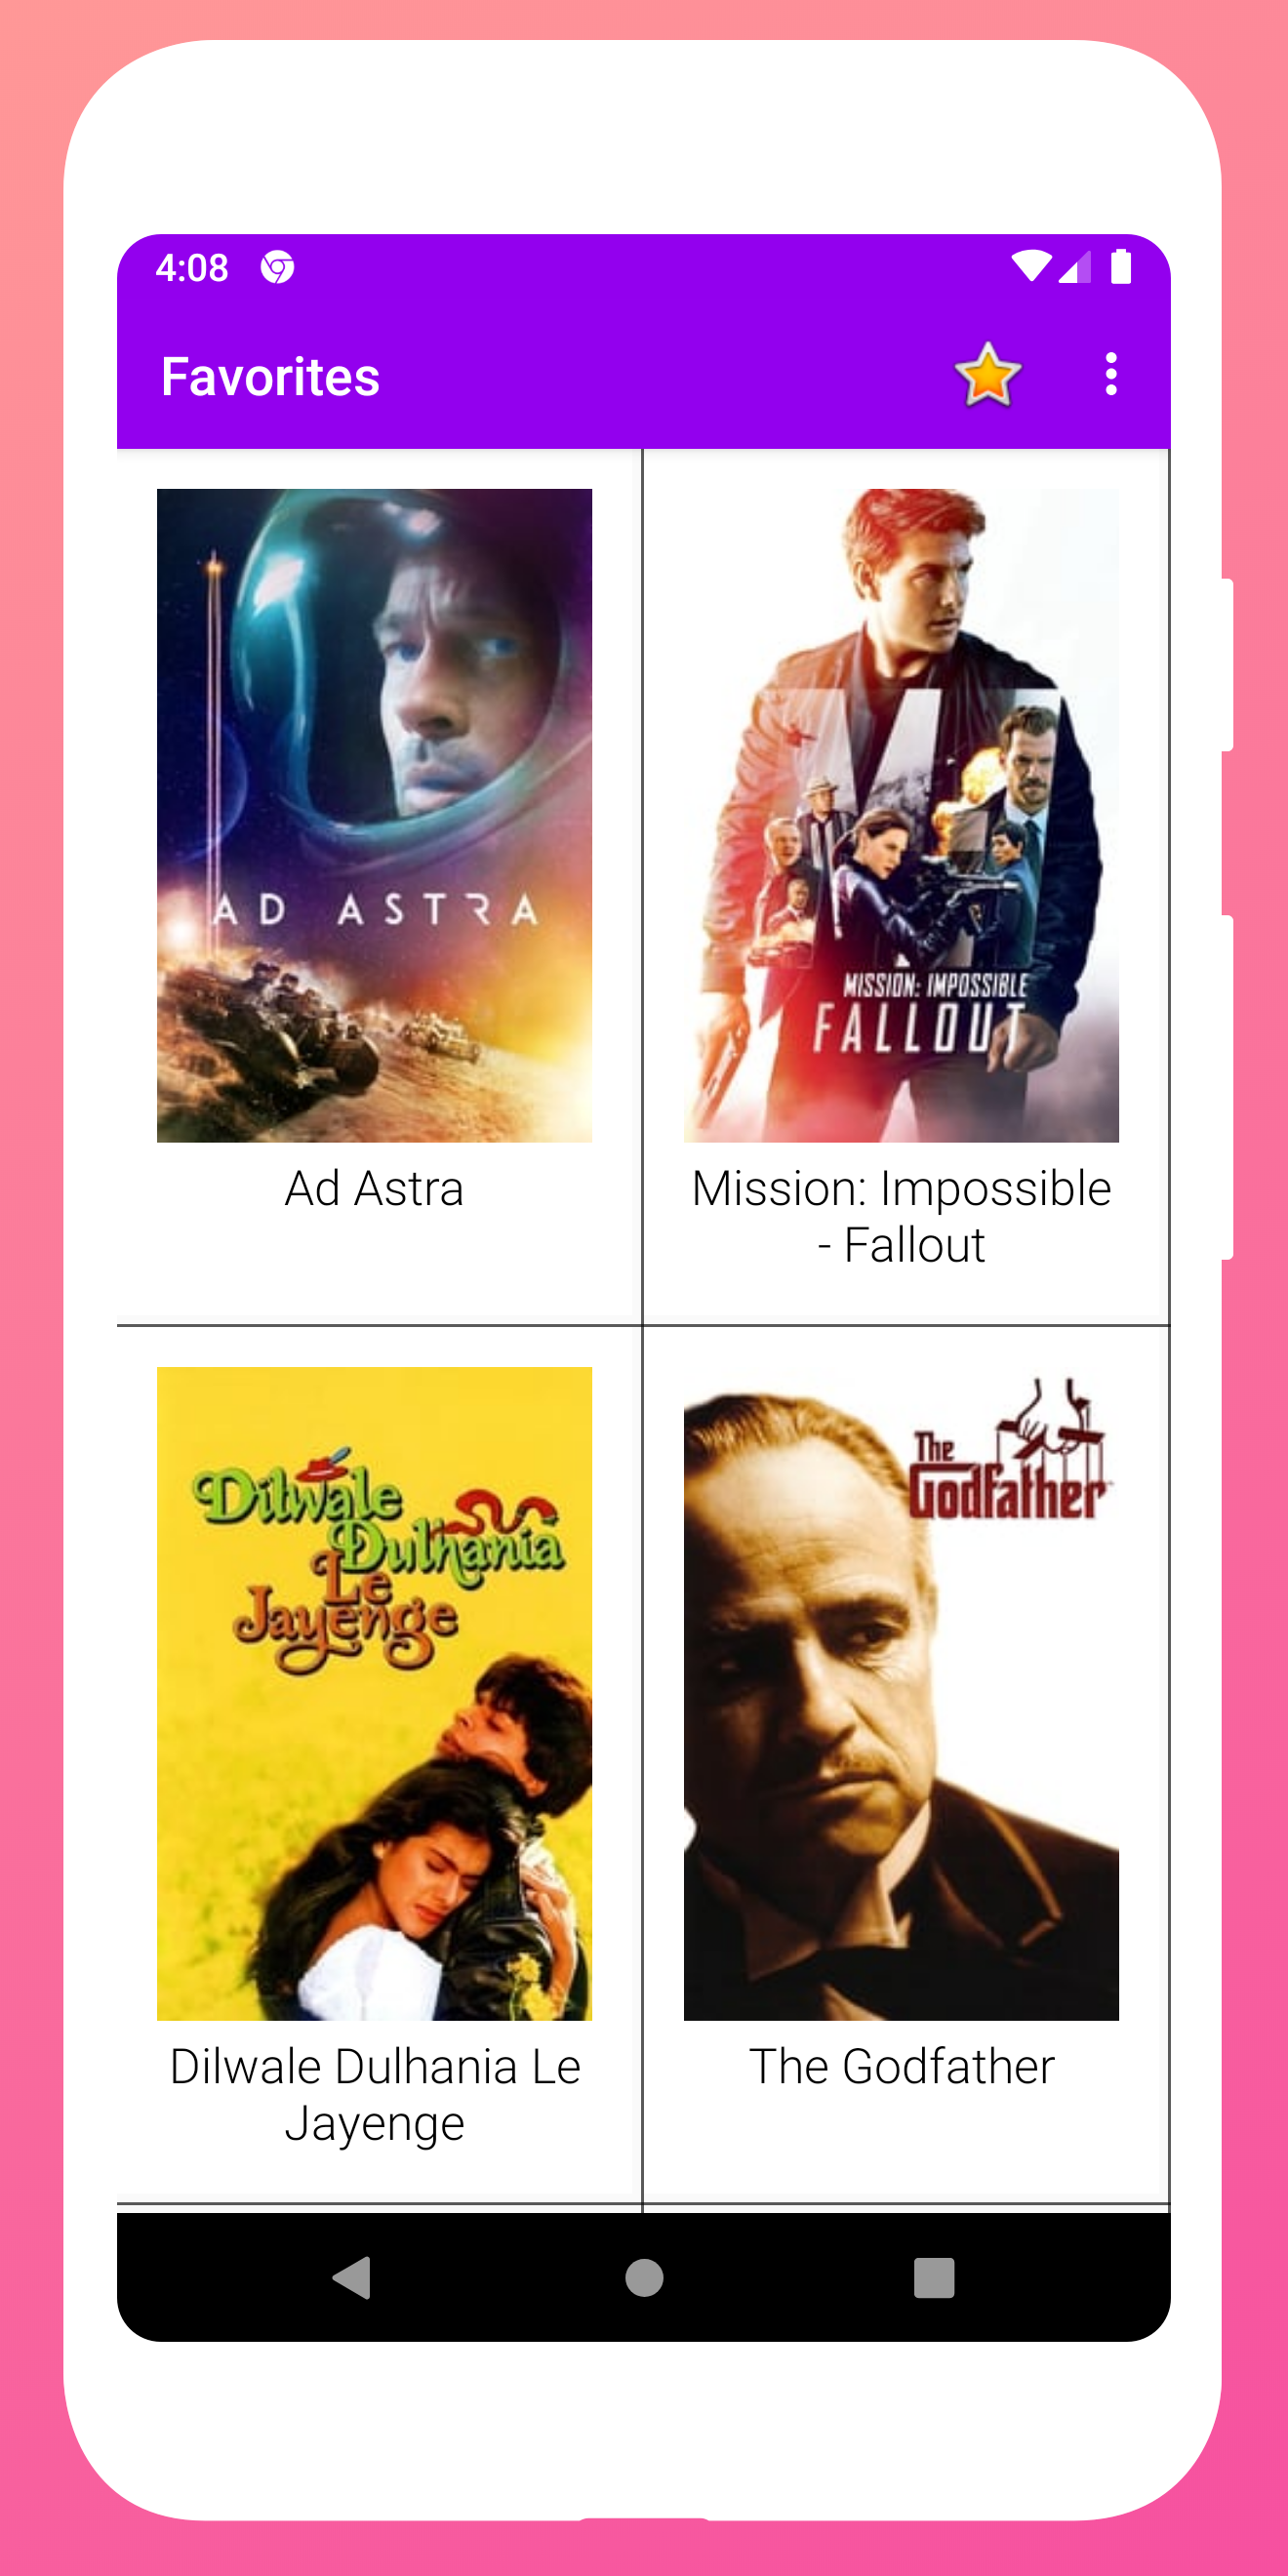 4:08
Favorites
AD ASTRA
MISSION: IMPOSSIBLE
FALLOUT
Ad Astra
Mission: Impossible
- Fallout
Dilwale
Dulhania
Le
Jayenge
The
Godfather
Dilwale Dulhania Le
Jayenge
The Godfather